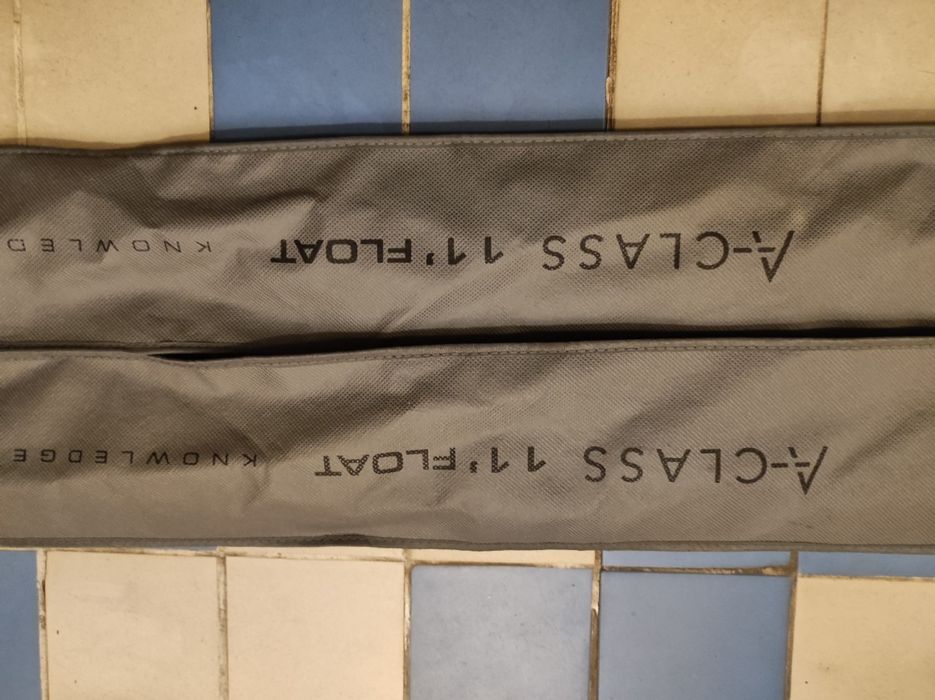 A-CLASS 11'FLOAT KNOWLED
A-CLASS 11'FLOAT KNOWLEDGE